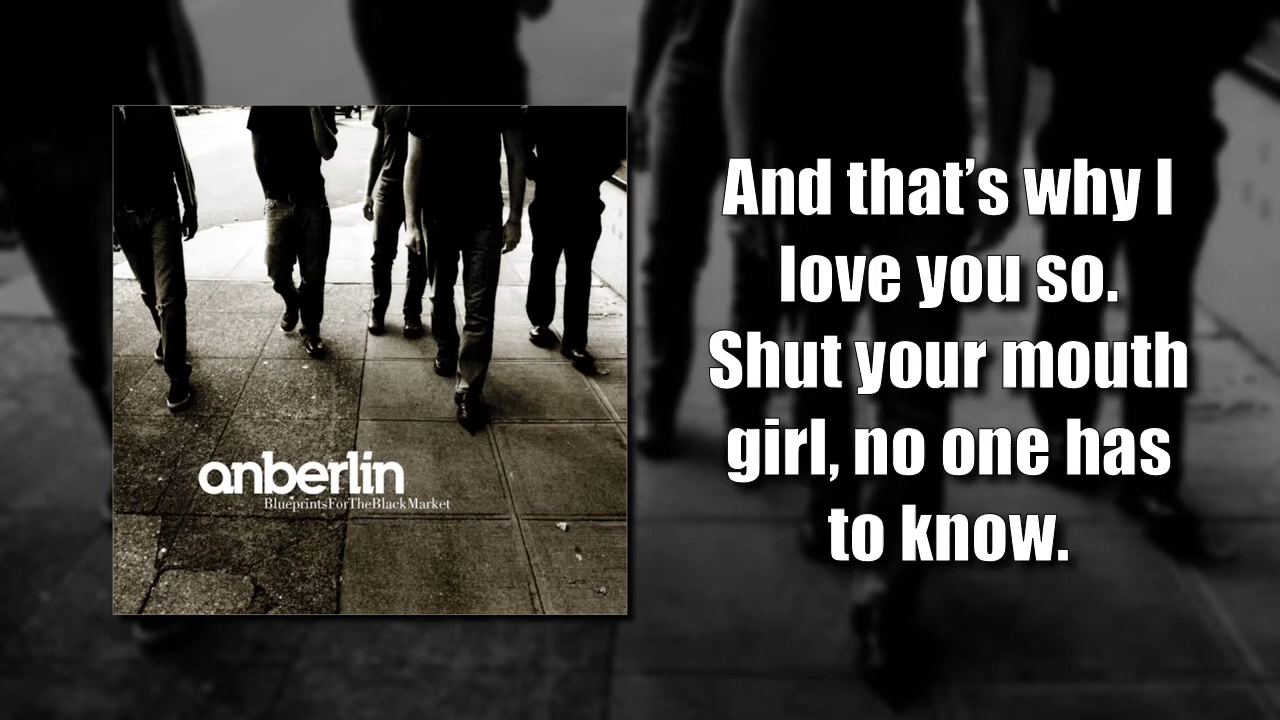 anberlin
BlueprintsForTheBlackMarket
And that’s why I
love you so.
Shut your mouth
girl, no one has
to know.